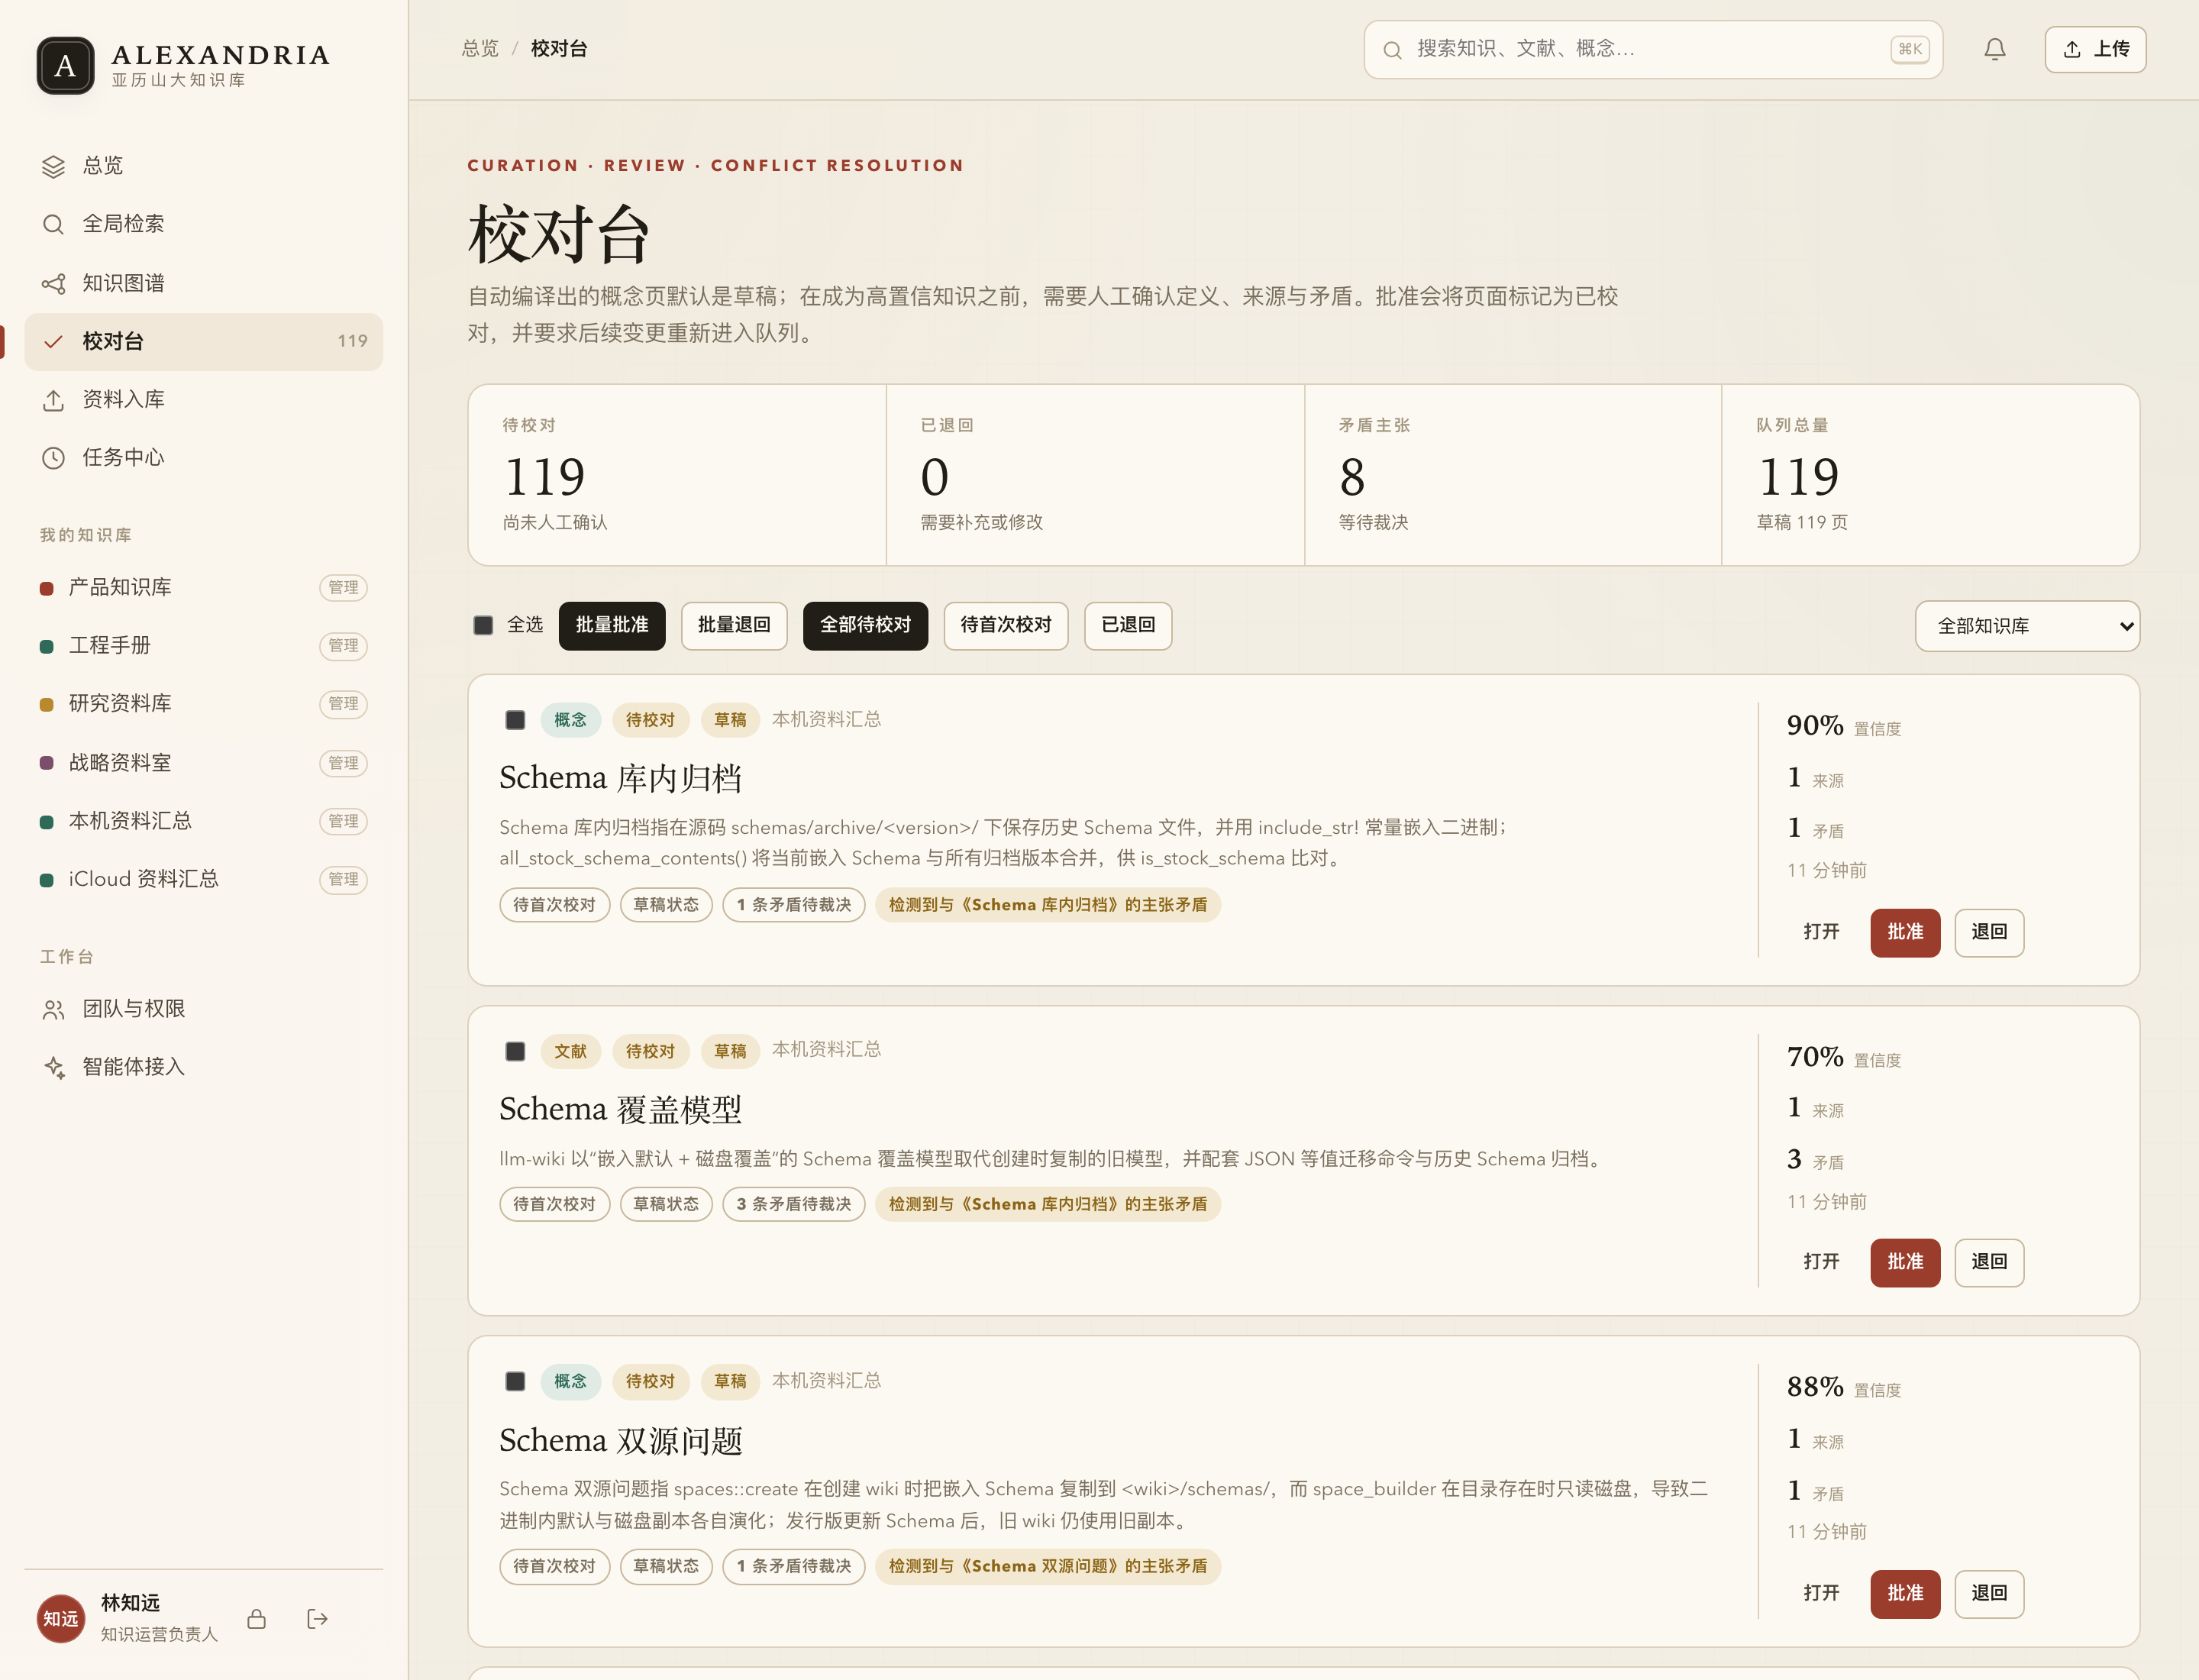 A
ALEXANDRIA
亚历山大知识库
总览
全局检索
知识图谱
校对台 119
资料入库
任务中心
我的知识库
产品知识库 管理
工程手册 管理
研究资料库 管理
战略资料室 管理
本机资料汇总 管理
iCloud 资料汇总 管理
工作台
团队与权限
智能体接入
知远
林知远
知识运营负责人
总览 / 校对台
搜索知识、文献、概念... ⌘K
上传
CURATION · REVIEW · CONFLICT RESOLUTION
校对台
自动编译出的概念页默认是草稿；在成为高置信知识之前，需要人工确认定义、来源与矛盾。批准会将页面标记为已校
对，并要求后续变更重新进入队列。
待校对
119
尚未人工确认
已退回
0
需要补充或修改
矛盾主张
8
等待裁决
队列总量
119
草稿 119 页
全选 批量批准 批量退回 全部待校对 待首次校对 已退回 全部知识库
概念 待校对 草稿 本机资料汇总
Schema 库内归档
Schema 库内归档指在源码 schemas/archive/<version>/ 下保存历史 Schema 文件，并用 include_str! 常量嵌入二进制；
all_stock_schema_contents() 将当前嵌入 Schema 与所有归档版本合并，供 is_stock_schema 比对。
待首次校对 草稿状态 1 条矛盾待裁决 检测到与《Schema 库内归档》的主张矛盾
90% 置信度
1 来源
1 矛盾
11 分钟前
打开 批准 退回
文献 待校对 草稿 本机资料汇总
Schema 覆盖模型
llm-wiki 以“嵌入默认 + 磁盘覆盖”的 Schema 覆盖模型取代创建时复制的旧模型，并配套 JSON 等值迁移命令与历史 Schema 归档。
待首次校对 草稿状态 3 条矛盾待裁决 检测到与《Schema 库内归档》的主张矛盾
70% 置信度
1 来源
3 矛盾
11 分钟前
打开 批准 退回
概念 待校对 草稿 本机资料汇总
Schema 双源问题
Schema 双源问题指 spaces::create 在创建 wiki 时把嵌入 Schema 复制到 <wiki>/schemas/，而 space_builder 在目录存在时只读磁盘，导致二
进制内默认与磁盘副本各自演化；发行版更新 Schema 后，旧 wiki 仍使用旧副本。
待首次校对 草稿状态 1 条矛盾待裁决 检测到与《Schema 双源问题》的主张矛盾
88% 置信度
1 来源
1 矛盾
11 分钟前
打开 批准 退回